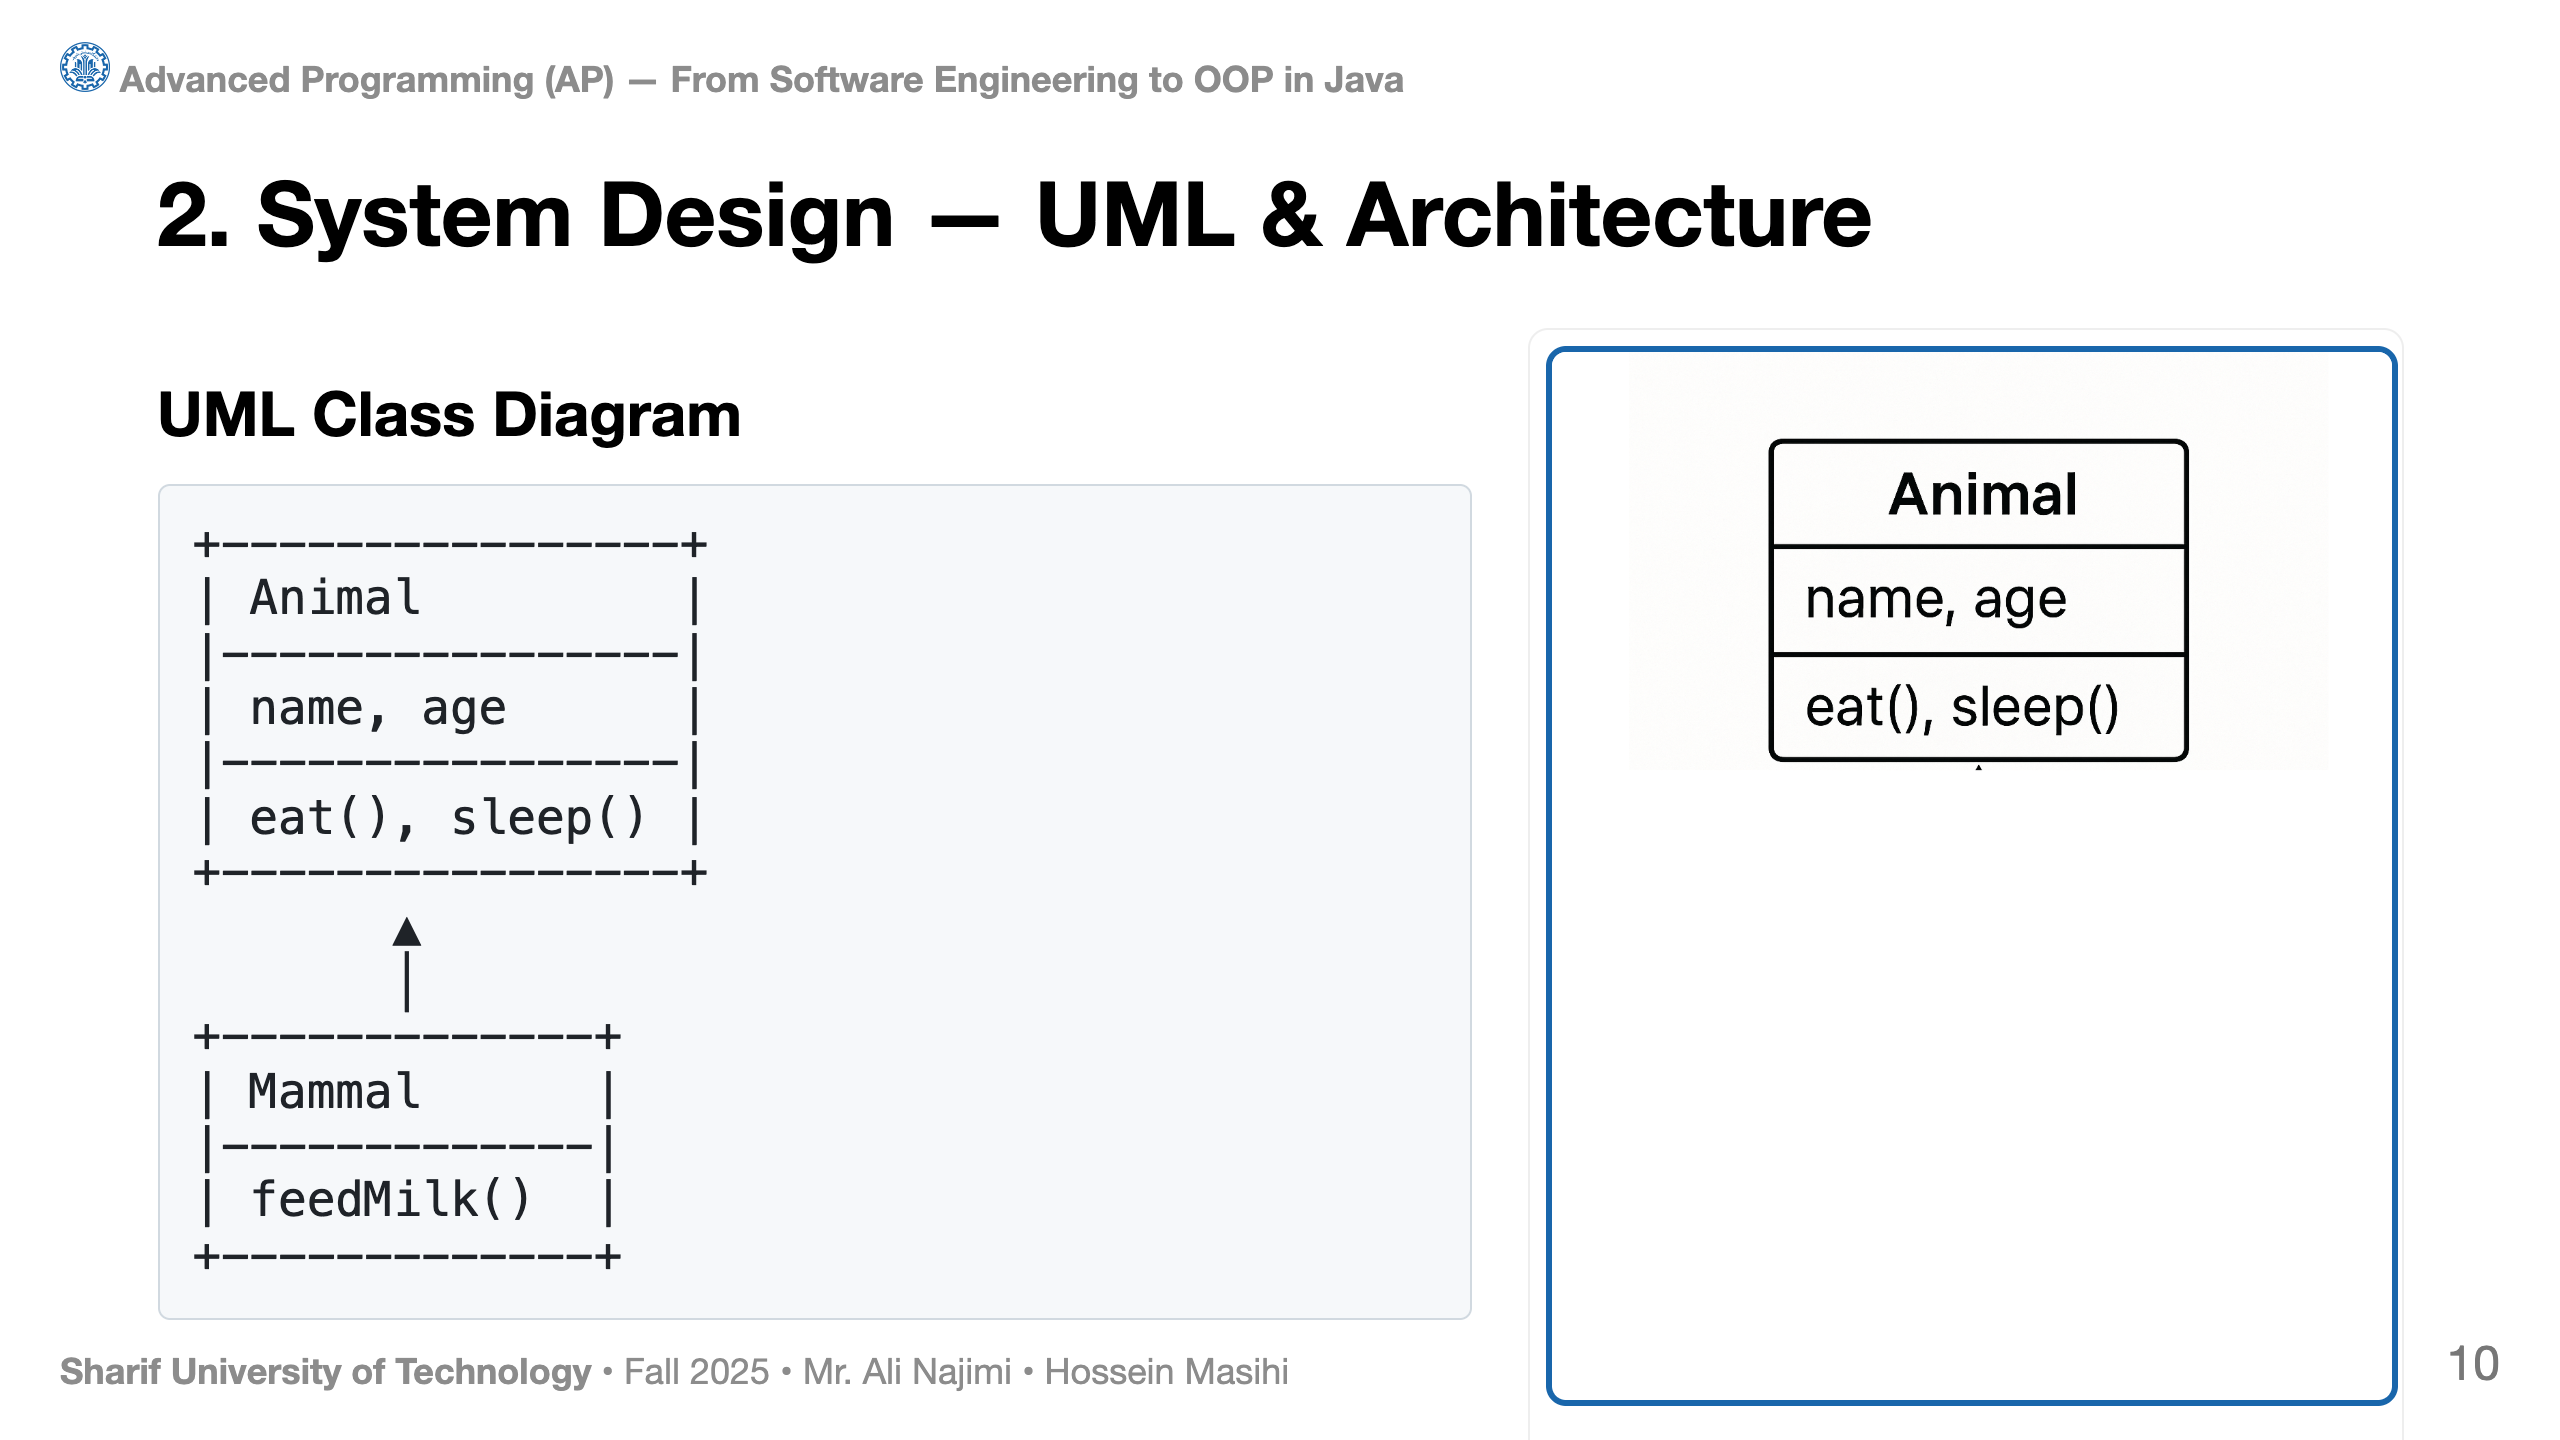 Advanced Programming (AP) — From Software Engineering to OOP in Java
2. System Design — UML & Architecture
UML Class Diagram
+-----------------+
| Animal          |
|----------------|
| name, age       |
|----------------|
| eat(), sleep()  |
+-----------------+
▲
|
+-------------+
| Mammal      |
|-------------|
| feedMilk()  |
+-------------+
Animal
name, age
eat(), sleep()
Sharif University of Technology • Fall 2025 • Mr. Ali Najimi • Hossein Masihi
10